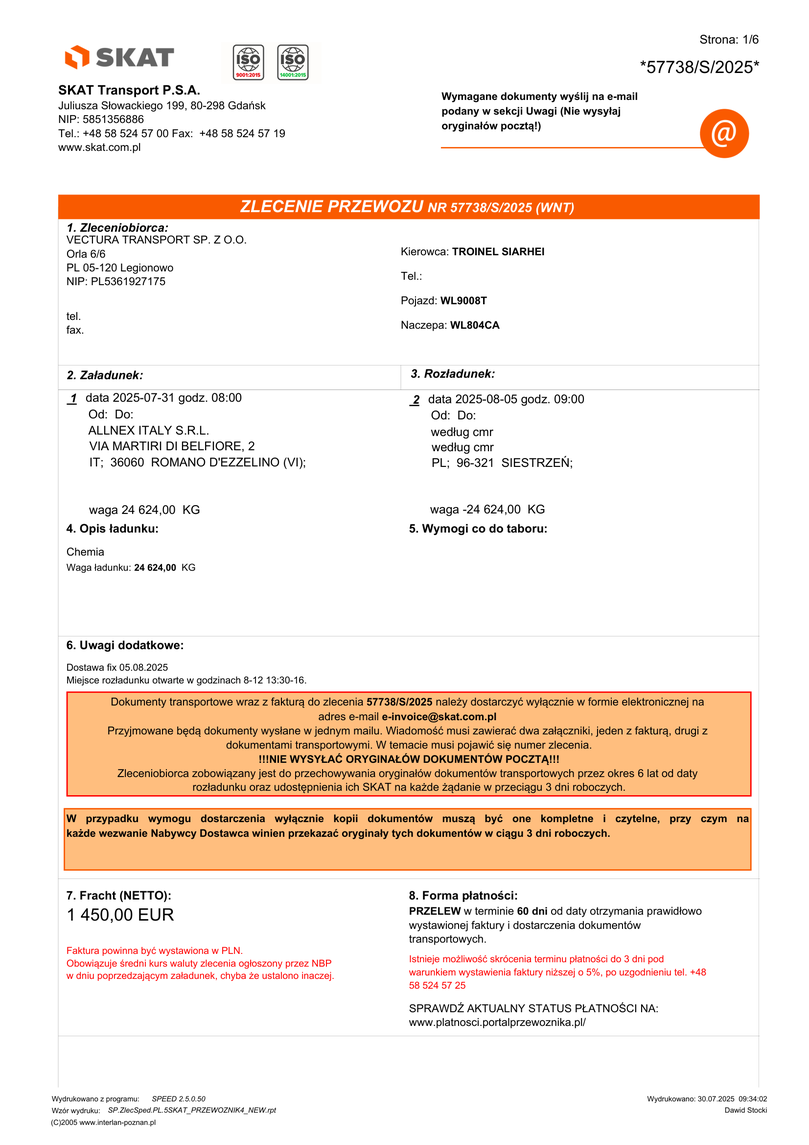 Strona: 1/6
SKAT
ISO
9001:2015
ISO
14001:2015
*57738/S/2025*
SKAT Transport P.S.A.
Juliusza Słowackiego 199, 80-298 Gdańsk
NIP: 5851356886
Tel.: +48 58 524 57 00 Fax: +48 58 524 57 19
www.skat.com.pl
Wymagane dokumenty wyślij na e-mail
podany w sekcji Uwagi (Nie wysyłaj
oryginałów pocztą!)
@
ZLECENIE PRZEWOZU NR 57738/S/2025 (WNT)
1. Zleceniobiorca:
VECTURA TRANSPORT SP. Z O.O.
Orla 6/6
PL 05-120 Legionowo
NIP: PL5361927175
tel.
fax.
Kierowca: TROINEL SIARHEI
Tel.:
Pojazd: WL9008T
Naczepa: WL804CA
2. Załadunek:
1 data 2025-07-31 godz. 08:00
Od: Do:
ALLNEX ITALY S.R.L.
VIA MARTIRI DI BELFIORE, 2
IT; 36060 ROMANO D'EZZELINO (VI);
waga 24 624,00 KG
3. Rozładunek:
2 data 2025-08-05 godz. 09:00
Od: Do:
według cmr
według cmr
PL; 96-321 SIESTRZEŃ;
waga -24 624,00 KG
4. Opis ładunku:
Chemia
Waga ładunku: 24 624,00 KG
5. Wymogi co do taboru:
6. Uwagi dodatkowe:
Dostawa fix 05.08.2025
Miejsce rozładunku otwarte w godzinach 8-12 13:30-16.
Dokumenty transportowe wraz z fakturą do zlecenia 57738/S/2025 należy dostarczyć wyłącznie w formie elektronicznej na
adres e-mail e-invoice@skat.com.pl
Przyjmowane będą dokumenty wysłane w jednym mailu. Wiadomość musi zawierać dwa załączniki, jeden z fakturą, drugi z
dokumentami transportowymi. W temacie musi pojawić się numer zlecenia.
!!!NIE WYSYŁAĆ ORYGINAŁÓW DOKUMENTÓW POCZTĄ!!!
Zleceniobiorca zobowiązany jest do przechowywania oryginałów dokumentów transportowych przez okres 6 lat od daty
rozładunku oraz udostępnienia ich SKAT na każde żądanie w przeciągu 3 dni roboczych.
W przypadku wymogu dostarczenia wyłącznie kopii dokumentów muszą być one kompletne i czytelne, przy czym na
każde wezwanie Nabywcy Dostawca winien przekazać oryginały tych dokumentów w ciągu 3 dni roboczych.
7. Fracht (NETTO):
1 450,00 EUR
Faktura powinna być wystawiona w PLN.
Obowiązuje średni kurs waluty zlecenia ogłoszony przez NBP
w dniu poprzedzającym załadunek, chyba że ustalono inaczej.
8. Forma płatności:
PRZELEW w terminie 60 dni od daty otrzymania prawidłowo
wystawionej faktury i dostarczenia dokumentów
transportowych.
Istnieje możliwość skrócenia terminu płatności do 3 dni pod
warunkiem wystawienia faktury niższej o 5%, po uzgodnieniu tel. +48
58 524 57 25
SPRAWDŹ AKTUALNY STATUS PŁATNOŚCI NA:
www.platnosci.portalprzewoznika.pl/
Wydrukowano z programu: SPEED 2.5.0.50
Wzór wydruku: SP.ZlecSped.PL.5SKAT_PRZEWOZNIK4_NEW.rpt
(C)2005 www.interlan-poznan.pl
Wydrukowano: 30.07.2025 09:34:02
Dawid Stocki